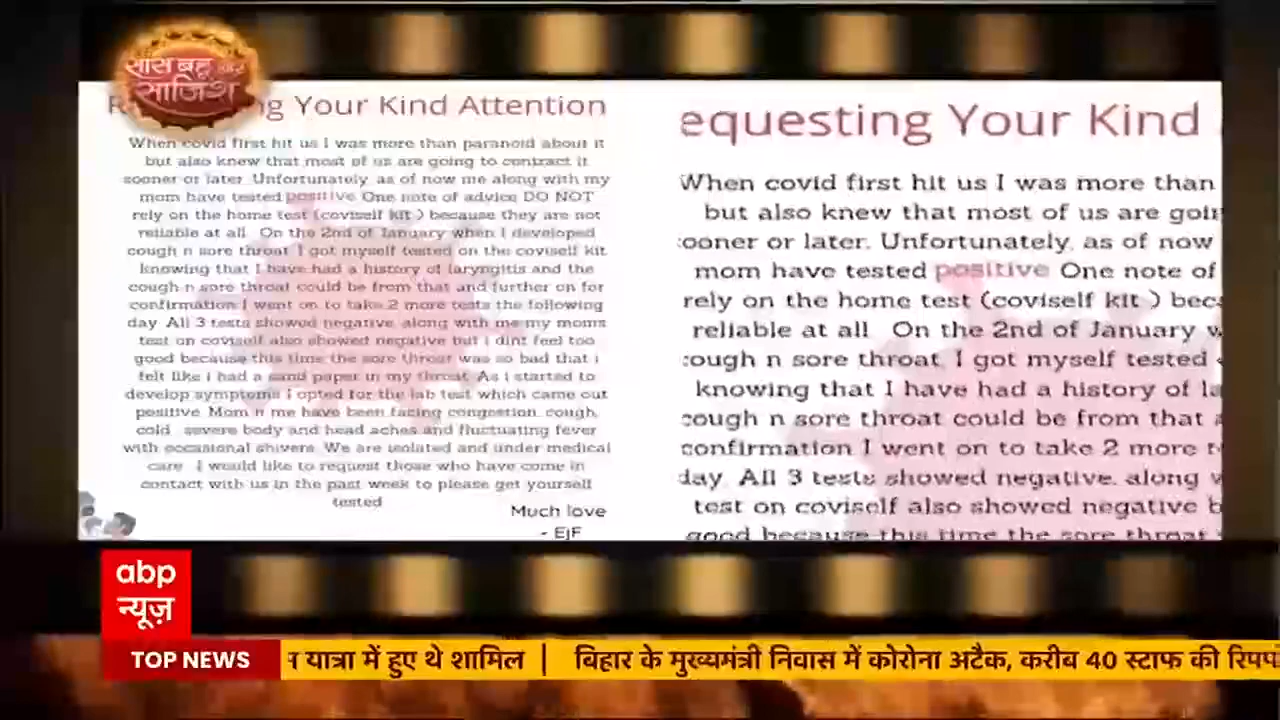 सास बहू और
साजिश
ng Your Kind Attention
When covid first hit us I was more than paranoid about it
but also knew that most of us are going to contract it
sooner or later. Unfortunately, as of now me along with my
mom have tested positive One note of advice DO NOT
rely on the home test (coviself kit ) because they are not
reliable at all On the 2nd of January when I developed
cough n sore throat I got myself tested on the coviself kit
knowing that I have had a history of laryngitis and the
cough n sore throat could be from that and further on for
confirmation I went on to take 2 more tests the following
day. All 3 tests showed negative, along with me my moms
test on coviself also showed negative but i dint feel too
good because this time the sore throat was so bad that i
felt like i had a sand paper in my throat. As i started to
develop symptoms I opted for the lab test which came out
positive. Mom n me have been facing congestion, cough,
cold, severe body and head aches and fluctuating fever
with occasional shivers. We are isolated and under medical
care. I would like to request those who have come in
contact with us in the past week to please get yourself
tested
Much love
- EJF
equesting Your Kind
When covid first hit us I was more than
but also knew that most of us are goin
ooner or later. Unfortunately, as of now
mom have tested positive One note of
rely on the home test (coviself kit ) beca
reliable at all On the 2nd of January w
cough n sore throat I got myself tested
knowing that I have had a history of la
cough n sore throat could be from that a
confirmation I went on to take 2 more t
day. All 3 tests showed negative, along w
test on coviself also showed negative b
good because this time the sore throat
abp
न्यूज़
TOP NEWS
यात्रा में हुए थे शामिल | बिहार के मुख्यमंत्री निवास में कोरोना अटैक, करीब 40 स्टाफ की रिपो